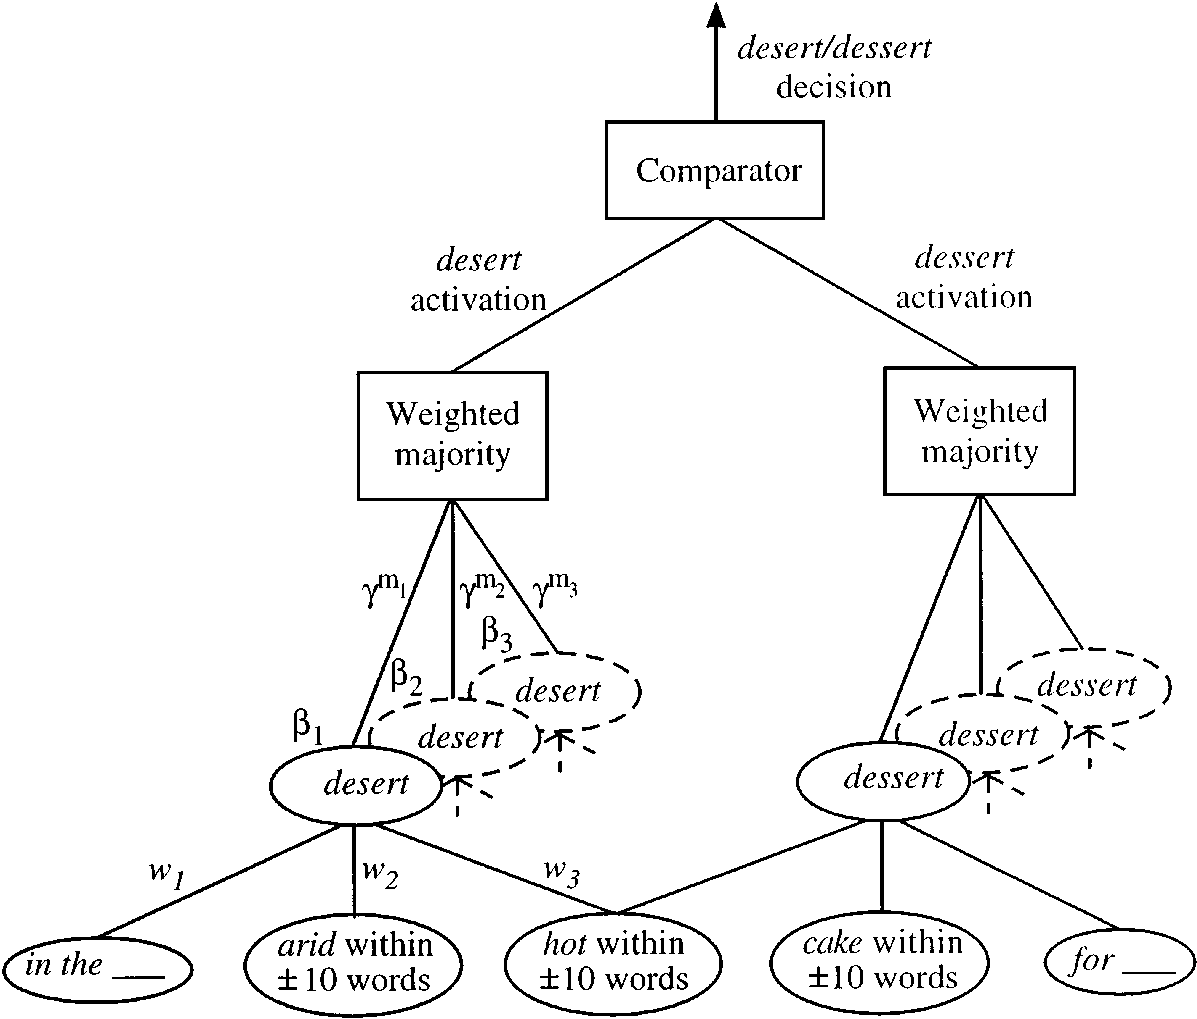 desert/dessert
decision
Comparator
desert
activation
dessert
activation
Weighted
majority
Weighted
majority
γ^m1 γ^m2 γ^m3
β3
β2
β1
desert
desert
desert
dessert
dessert
dessert
w1 w2 w3
in the ___
arid within
±10 words
hot within
±10 words
cake within
±10 words
for ___